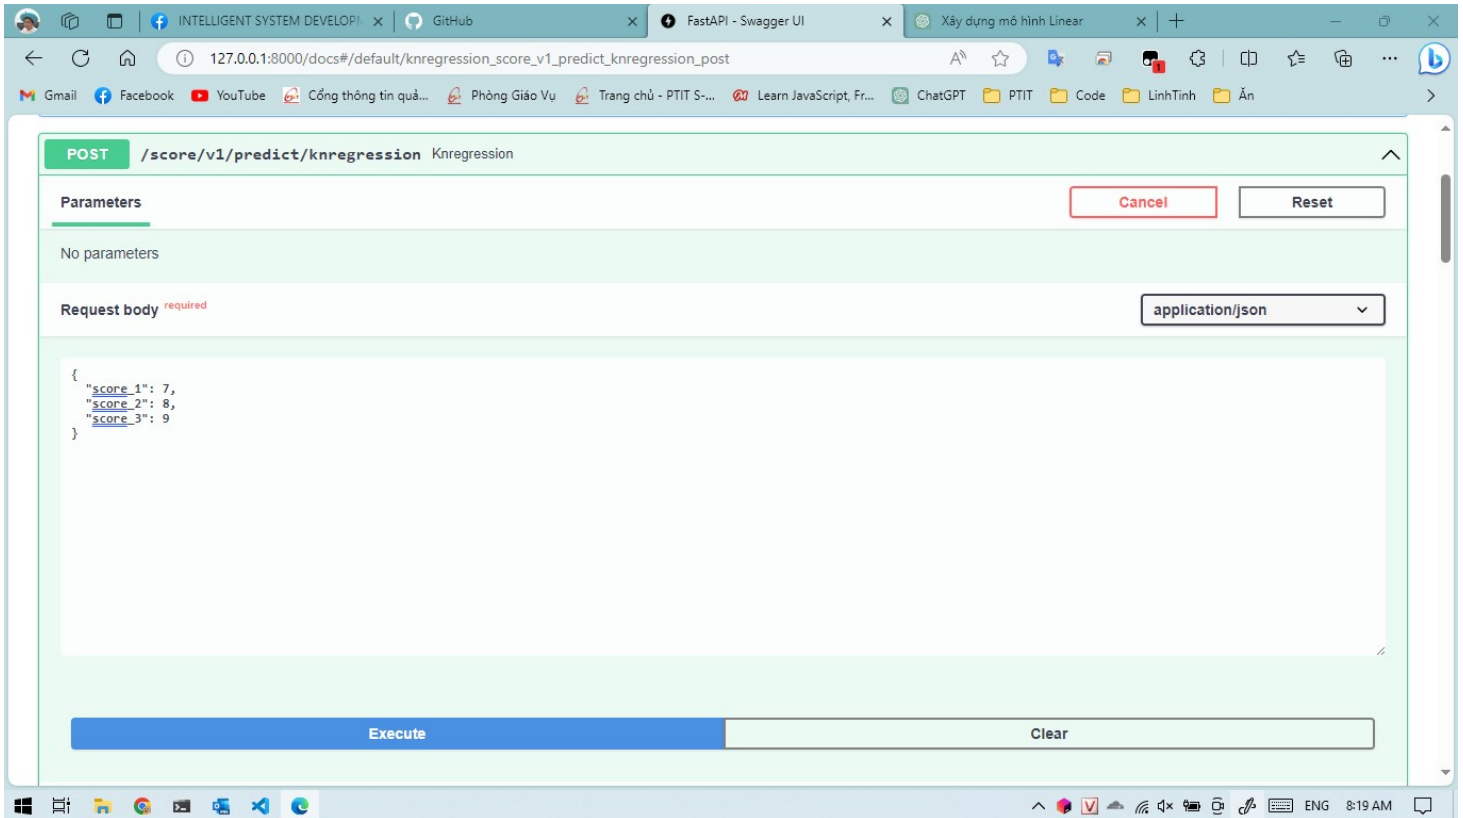 INTELLIGENT SYSTEM DEVELOPM
GitHub
FastAPI - Swagger UI
Xây dựng mô hình Linear
127.0.0.1:8000/docs#/default/knregression_score_v1_predict_knregression_post
Gmail Facebook YouTube Cổng thông tin quả... Phòng Giáo Vụ Trang chủ - PTIT S-... Learn JavaScript, Fr... ChatGPT PTIT Code LinhTinh Ăn
POST /score/v1/predict/knregression Knregression
Parameters
Cancel
Reset
No parameters
Request body required
application/json
{
"score_1": 7,
"score_2": 8,
"score_3": 9
}
Execute
Clear
ENG 8:19 AM